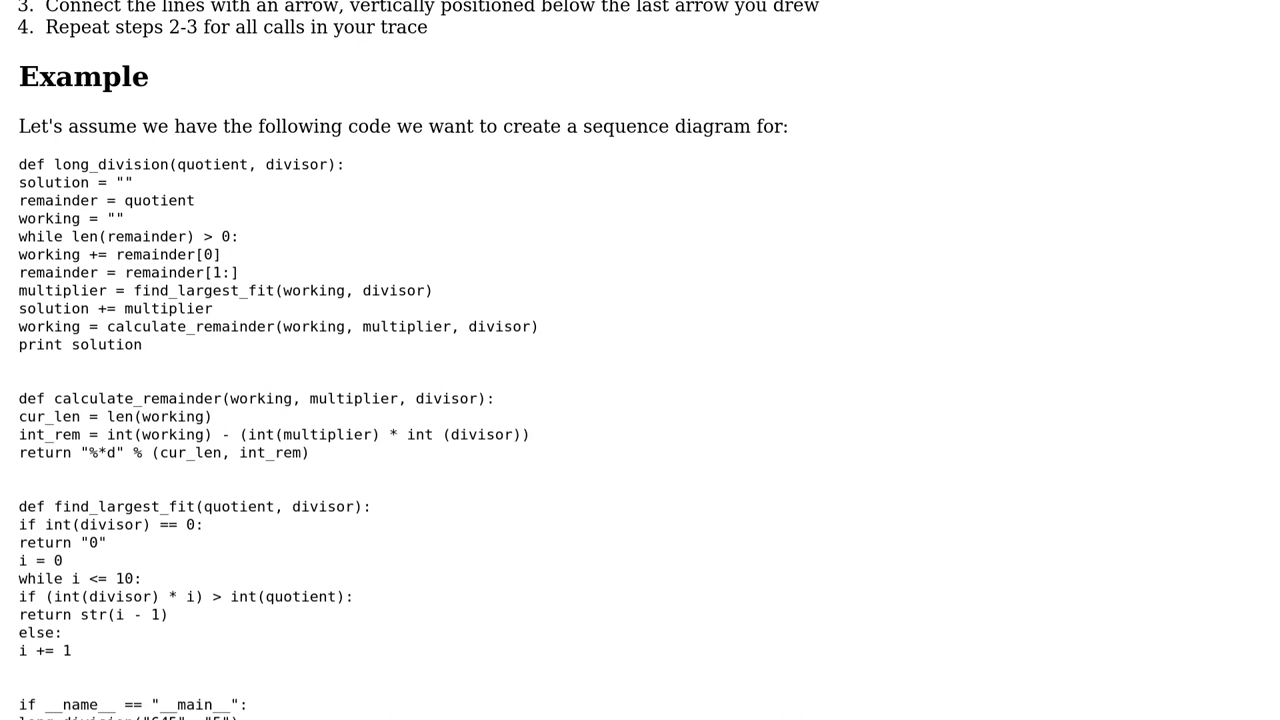 3. Connect the lines with an arrow, vertically positioned below the last arrow you drew
4. Repeat steps 2-3 for all calls in your trace
Example
Let's assume we have the following code we want to create a sequence diagram for:
def long_division(quotient, divisor):
solution = ""
remainder = quotient
working = ""
while len(remainder) > 0:
working += remainder[0]
remainder = remainder[1:]
multiplier = find_largest_fit(working, divisor)
solution += multiplier
working = calculate_remainder(working, multiplier, divisor)
print solution
def calculate_remainder(working, multiplier, divisor):
cur_len = len(working)
int_rem = int(working) - (int(multiplier) * int (divisor))
return "%*d" % (cur_len, int_rem)
def find_largest_fit(quotient, divisor):
if int(divisor) == 0:
return "0"
i = 0
while i <= 10:
if (int(divisor) * i) > int(quotient):
return str(i - 1)
else:
i += 1
if __name__ == "__main__":
long_division("645", "5")